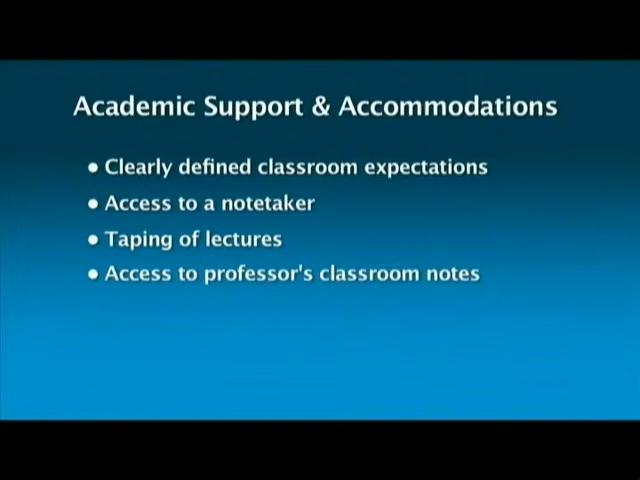 Academic Support & Accommodations
• Clearly defined classroom expectations
• Access to a notetaker
• Taping of lectures
• Access to professor's classroom notes